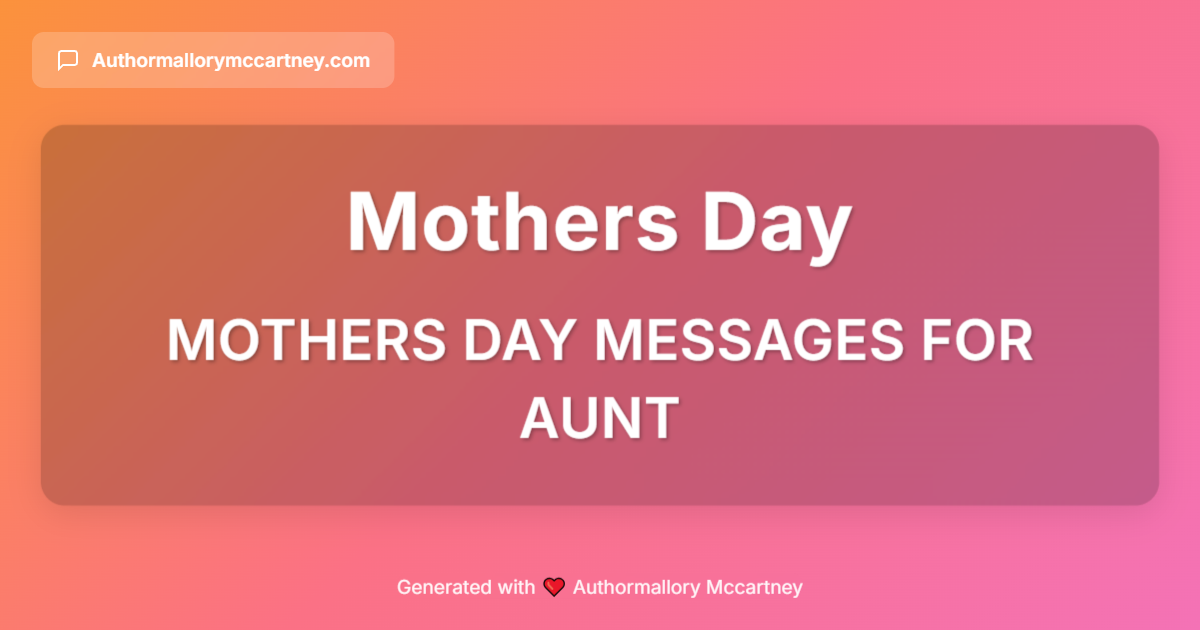 Authormallorymccartney.com
Mothers Day
MOTHERS DAY MESSAGES FOR
AUNT
Generated with ❤️ Authormallory Mccartney